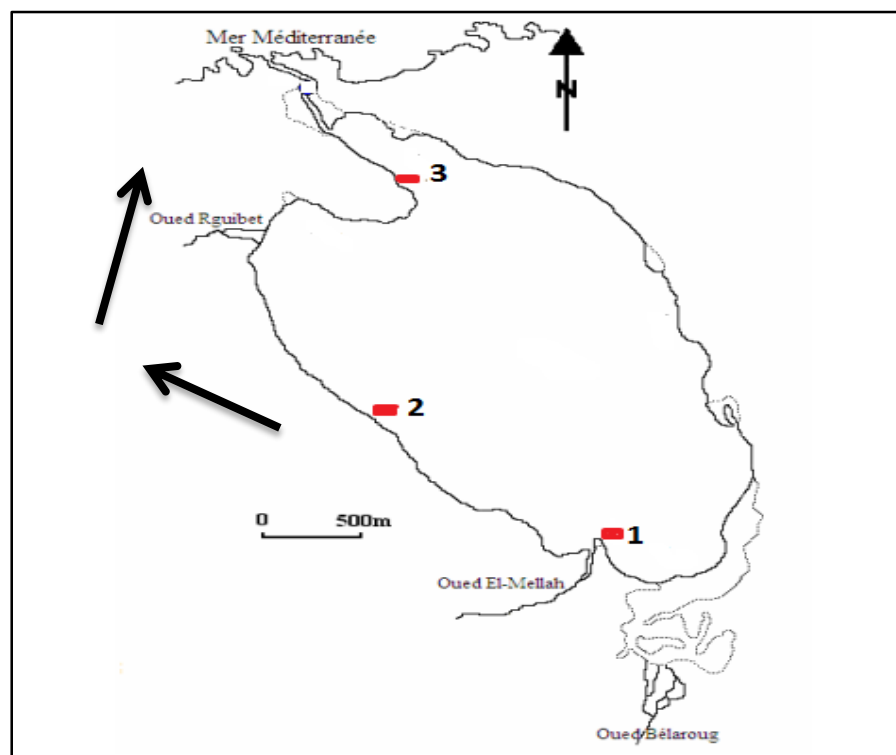 Mer Méditerranée
N
3
Oued Rguibet
2
0 500m
1
Oued El-Mellah
Oued Bélaroug